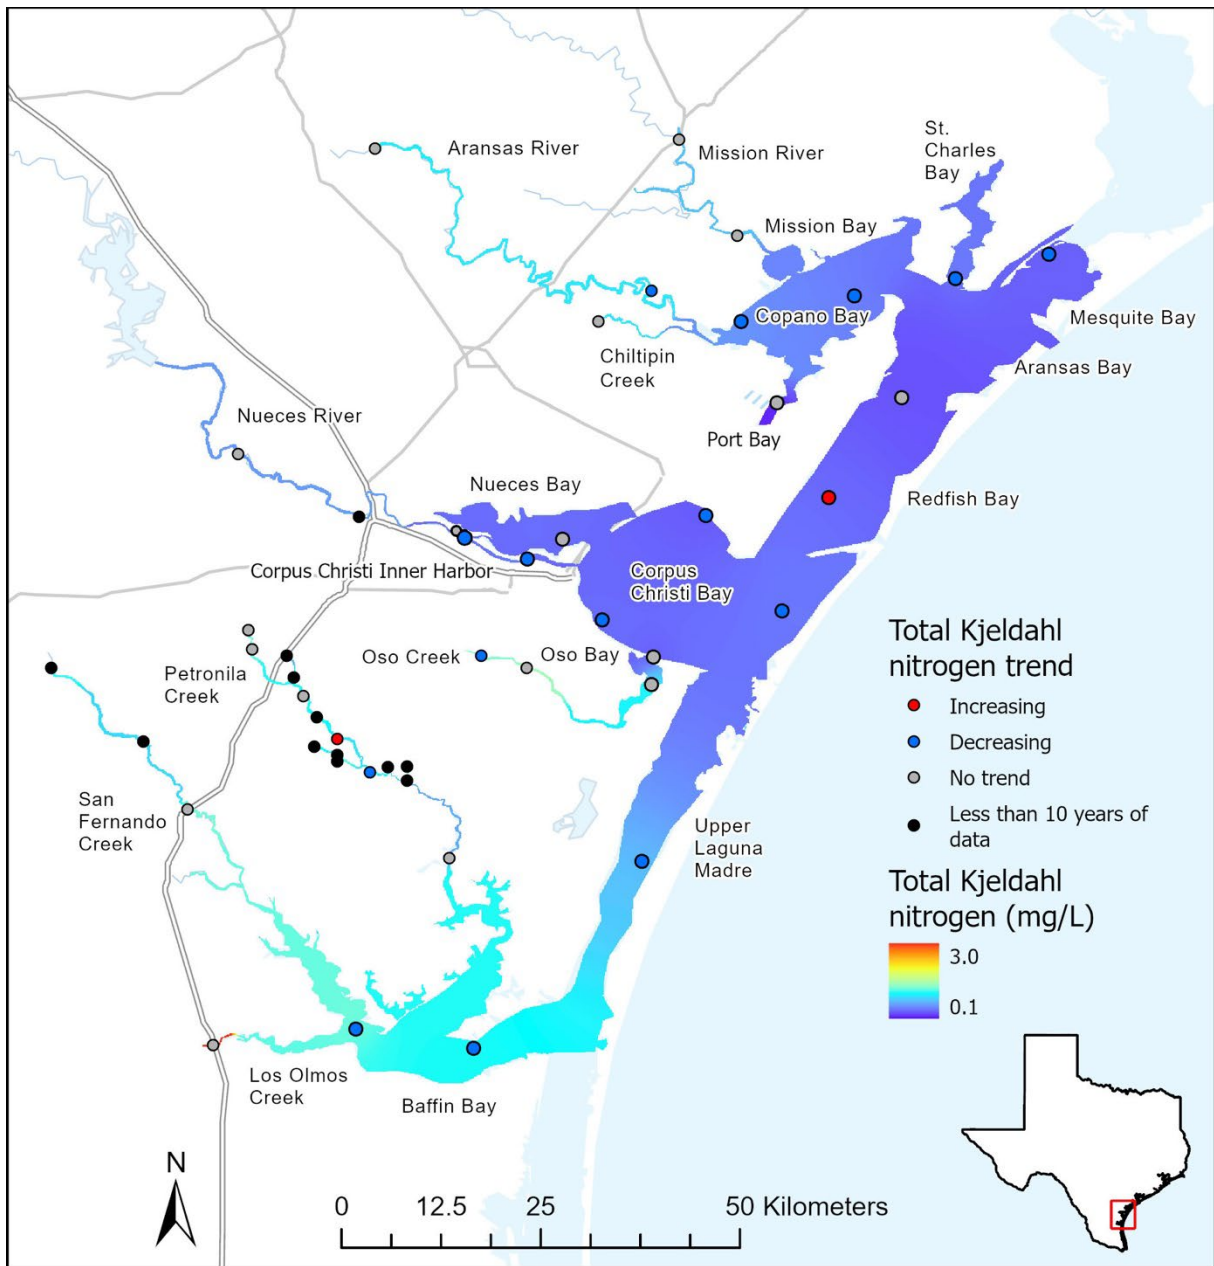 St.
Charles
Bay
Aransas River
Mission River
Mission Bay
Copano Bay
Mesquite Bay
Aransas Bay
Chiltipin
Creek
Nueces River
Port Bay
Nueces Bay
Redfish Bay
Corpus Christi Inner Harbor
Corpus
Christi Bay
Oso Creek
Oso Bay
Petronila
Creek
San
Fernando
Creek
Upper
Laguna
Madre
Los Olmos
Creek
Baffin Bay
Total Kjeldahl
nitrogen trend
Increasing
Decreasing
No trend
Less than 10 years of
data
Total Kjeldahl
nitrogen (mg/L)
3.0
0.1
N
0 12.5 25 50 Kilometers